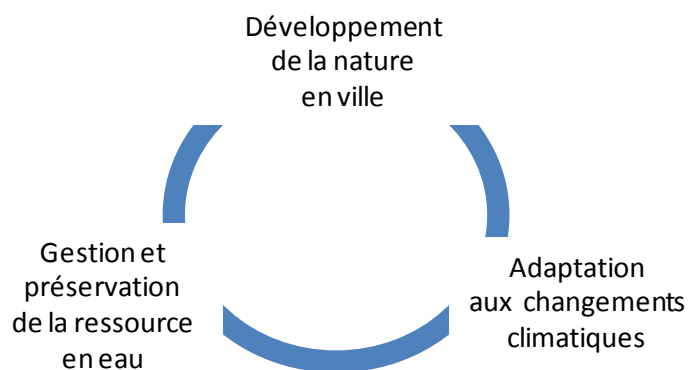 Développement
de la nature
en ville
Gestion et
préservation
de la ressource
en eau
Adaptation
aux changements
climatiques